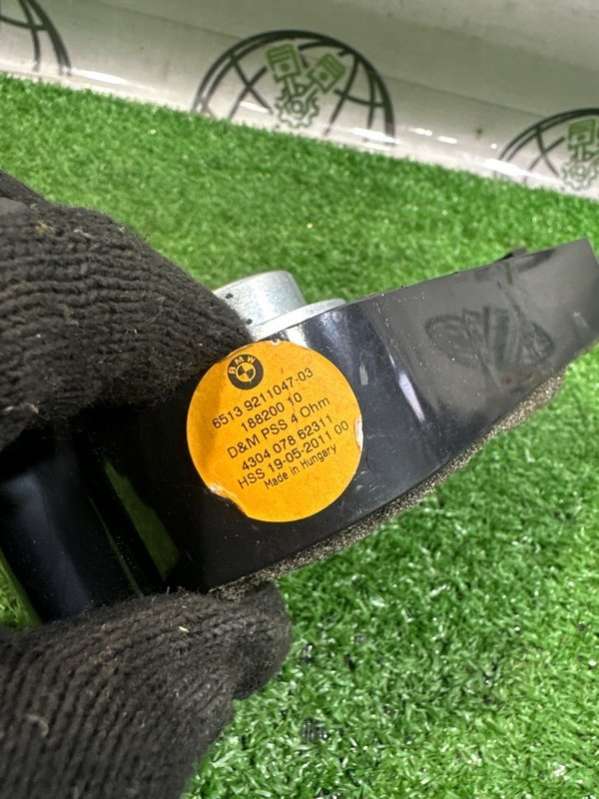 BMW
6513 9211047-03
188200 10
D&M PSS 4 Ohm
4304 078 62311
HSS 19-05-2011 00
Made in Hungary